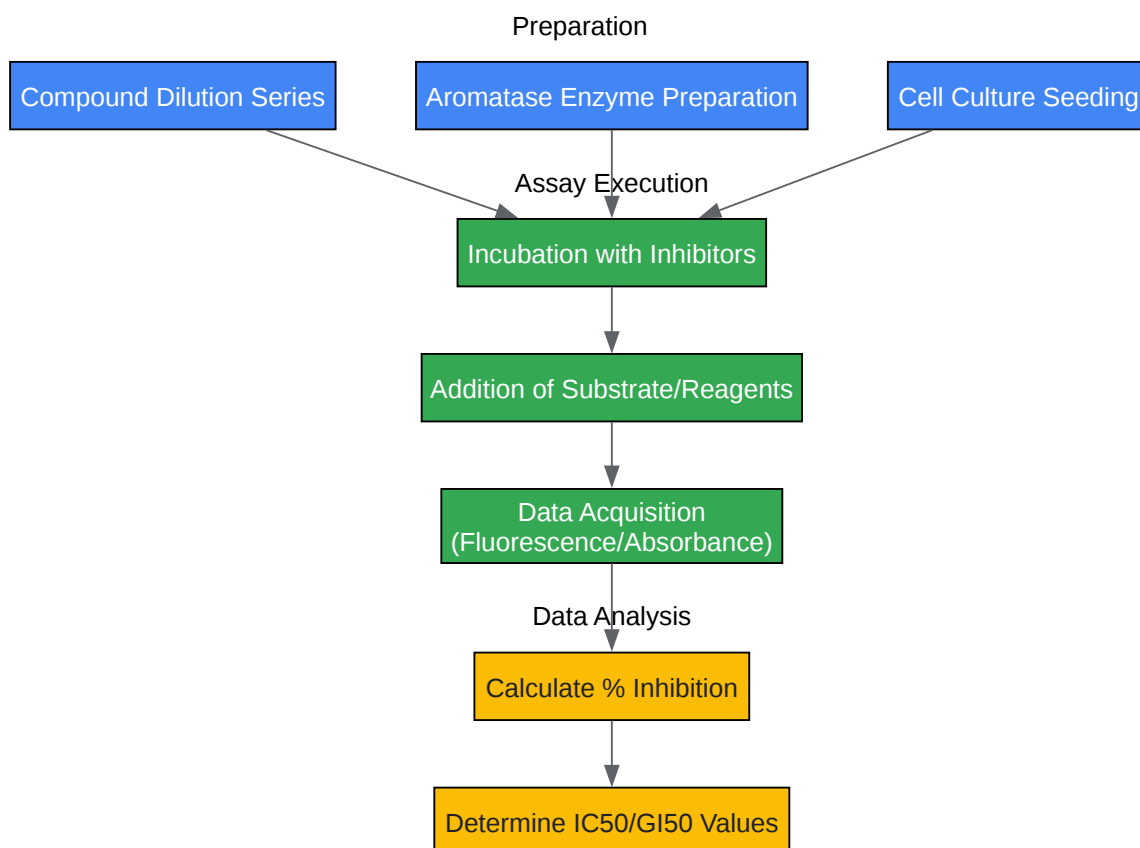 Preparation
Compound Dilution Series
Aromatase Enzyme Preparation
Cell Culture Seeding
Assay Execution
Incubation with Inhibitors
Addition of Substrate/Reagents
Data Acquisition
(Fluorescence/Absorbance)
Data Analysis
Calculate % Inhibition
Determine IC50/GI50 Values